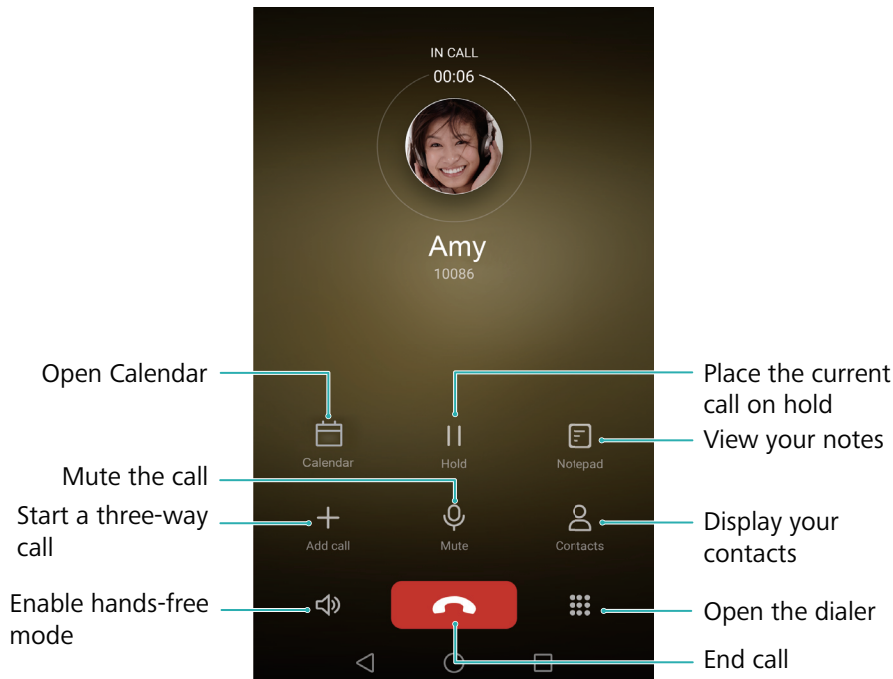 IN CALL
00:06
Amy
10086
Open Calendar
Place the current
call on hold
View your notes
Calendar
Hold
Notepad
Mute the call
Start a three-way
call
Display your
contacts
Add call
Mute
Contacts
Enable hands-free
mode
Open the dialer
End call